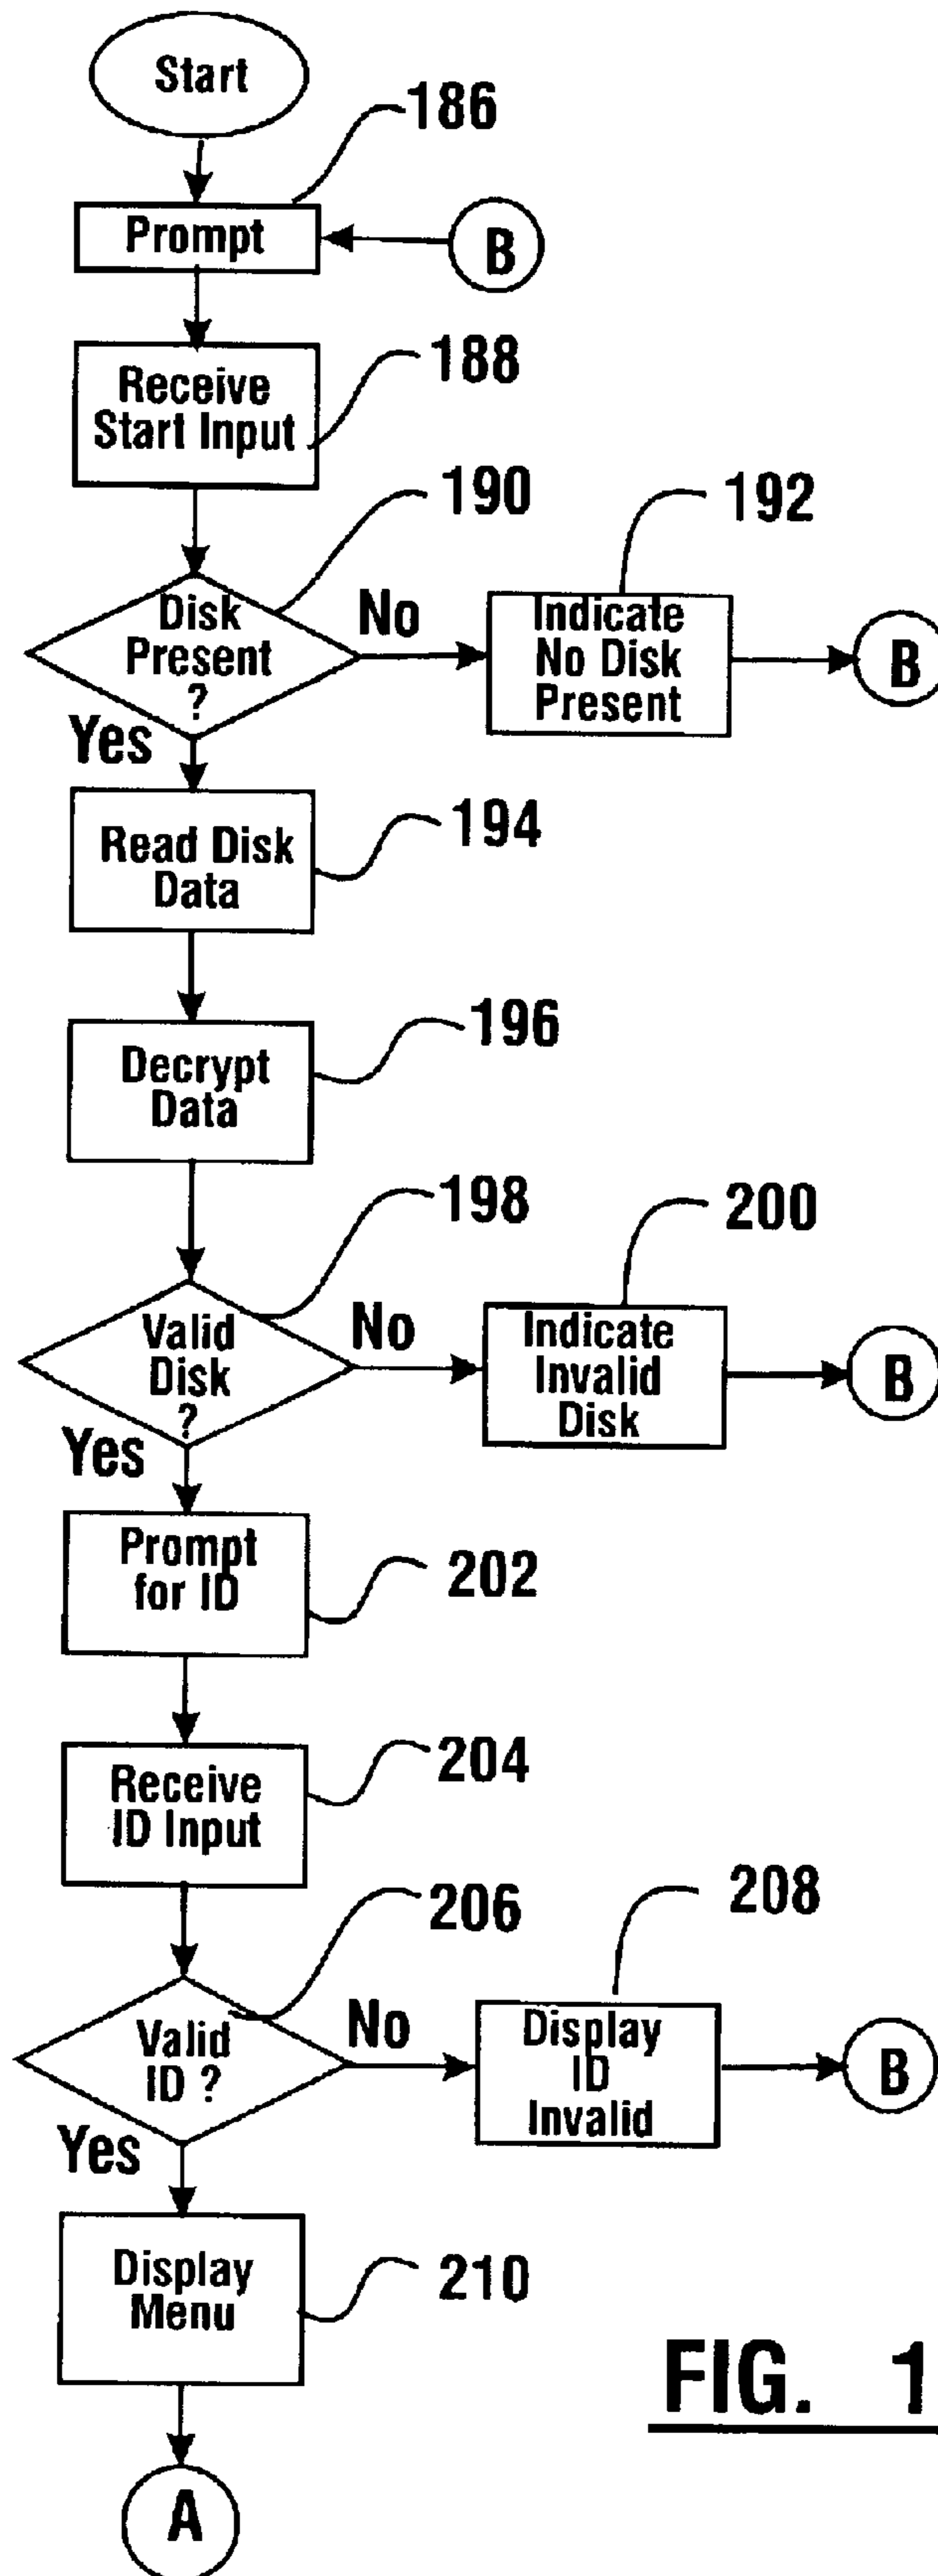 Start
186
Prompt
B
Receive
Start Input
188
190
Disk
Present
?
No
Yes
192
Indicate
No Disk
Present
B
Read Disk
Data
194
Decrypt
Data
196
198
Valid
Disk
?
No
Yes
200
Indicate
Invalid
Disk
B
Prompt
for ID
202
Receive
ID Input
204
206
Valid
ID ?
No
Yes
208
Display
ID
Invalid
B
Display
Menu
210
FIG. 1
A